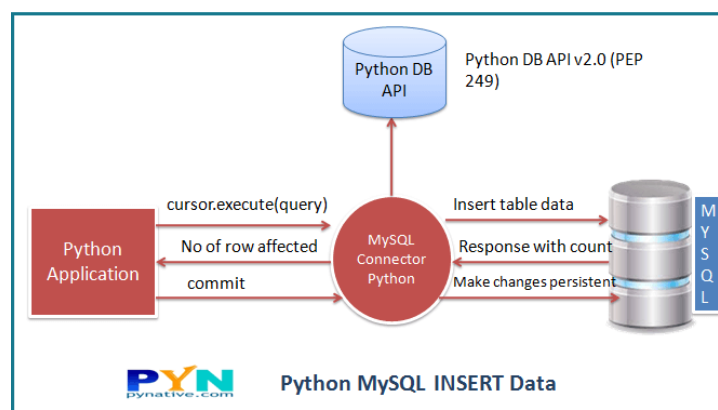 Python DB
API
Python DB API v2.0 (PEP
249)
cursor.execute(query)
Insert table data
Python
Application
No of row affected
MySQL
Connector
Python
Response with count
commit
Make changes persistent
M
Y
S
Q
L
PYN
pynative.com
Python MySQL INSERT Data